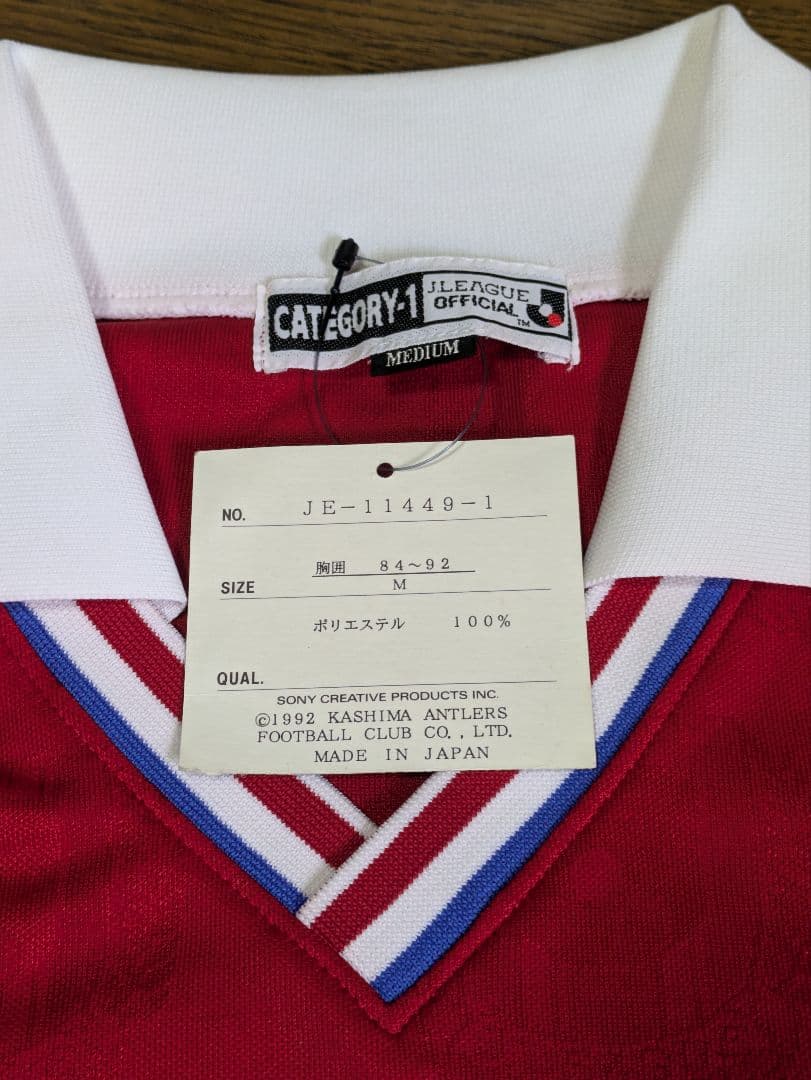 CATEGORY-1
J.LEAGUE
OFFICIAL
TM
MEDIUM
NO. JE-11449-1
胸囲 84~92
SIZE M
ポリエステル 100%
QUAL.
SONY CREATIVE PRODUCTS INC.
©1992 KASHIMA ANTLERS
FOOTBALL CLUB CO., LTD.
MADE IN JAPAN